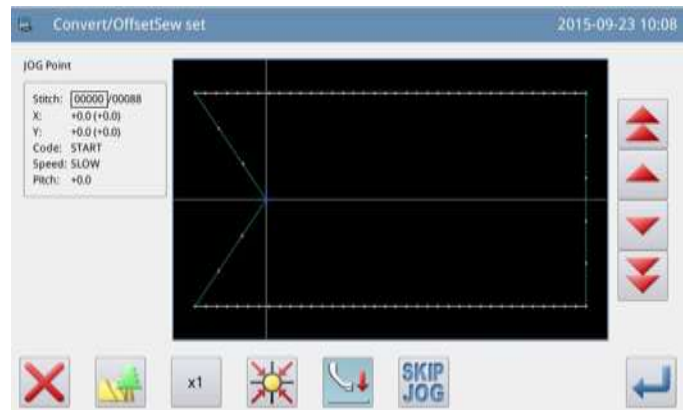 Convert/OffsetSew set 2015-09-23 10:08
JOG Point
Stitch: 00000 /00088
X: +0.0 (+0.0)
Y: +0.0 (+0.0)
Code: START
Speed: SLOW
Pitch: +0.0
x1
SKIP
JOG